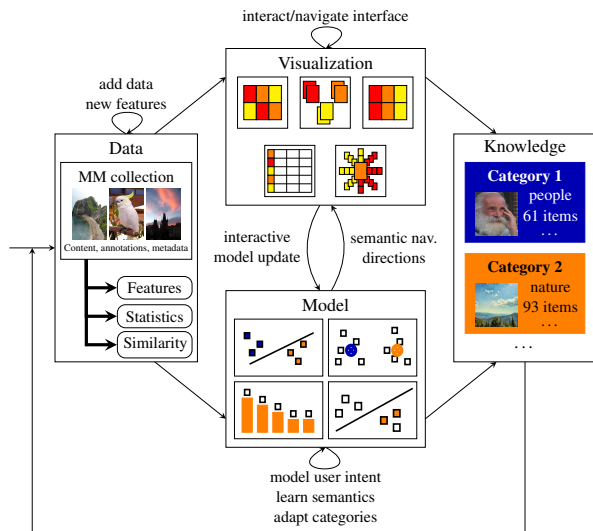 interact/navigate interface
Visualization
add data
new features
Data
MM collection
Content, annotations, metadata
Features
Statistics
Similarity
interactive
model update
semantic nav.
directions
Model
model user intent
learn semantics
adapt categories
Knowledge
Category 1
people
61 items
...
Category 2
nature
93 items
...
...